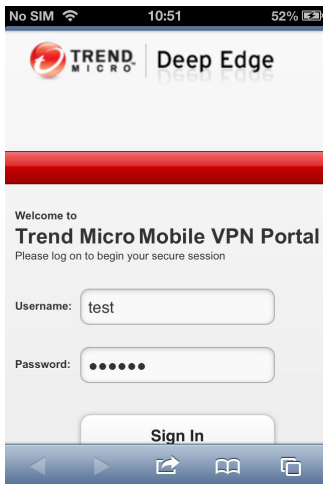 No SIM 10:51 52%
TREND MICRO Deep Edge
Welcome to
Trend Micro Mobile VPN Portal
Please log on to begin your secure session
Username: test
Password: ●●●●●●
Sign In